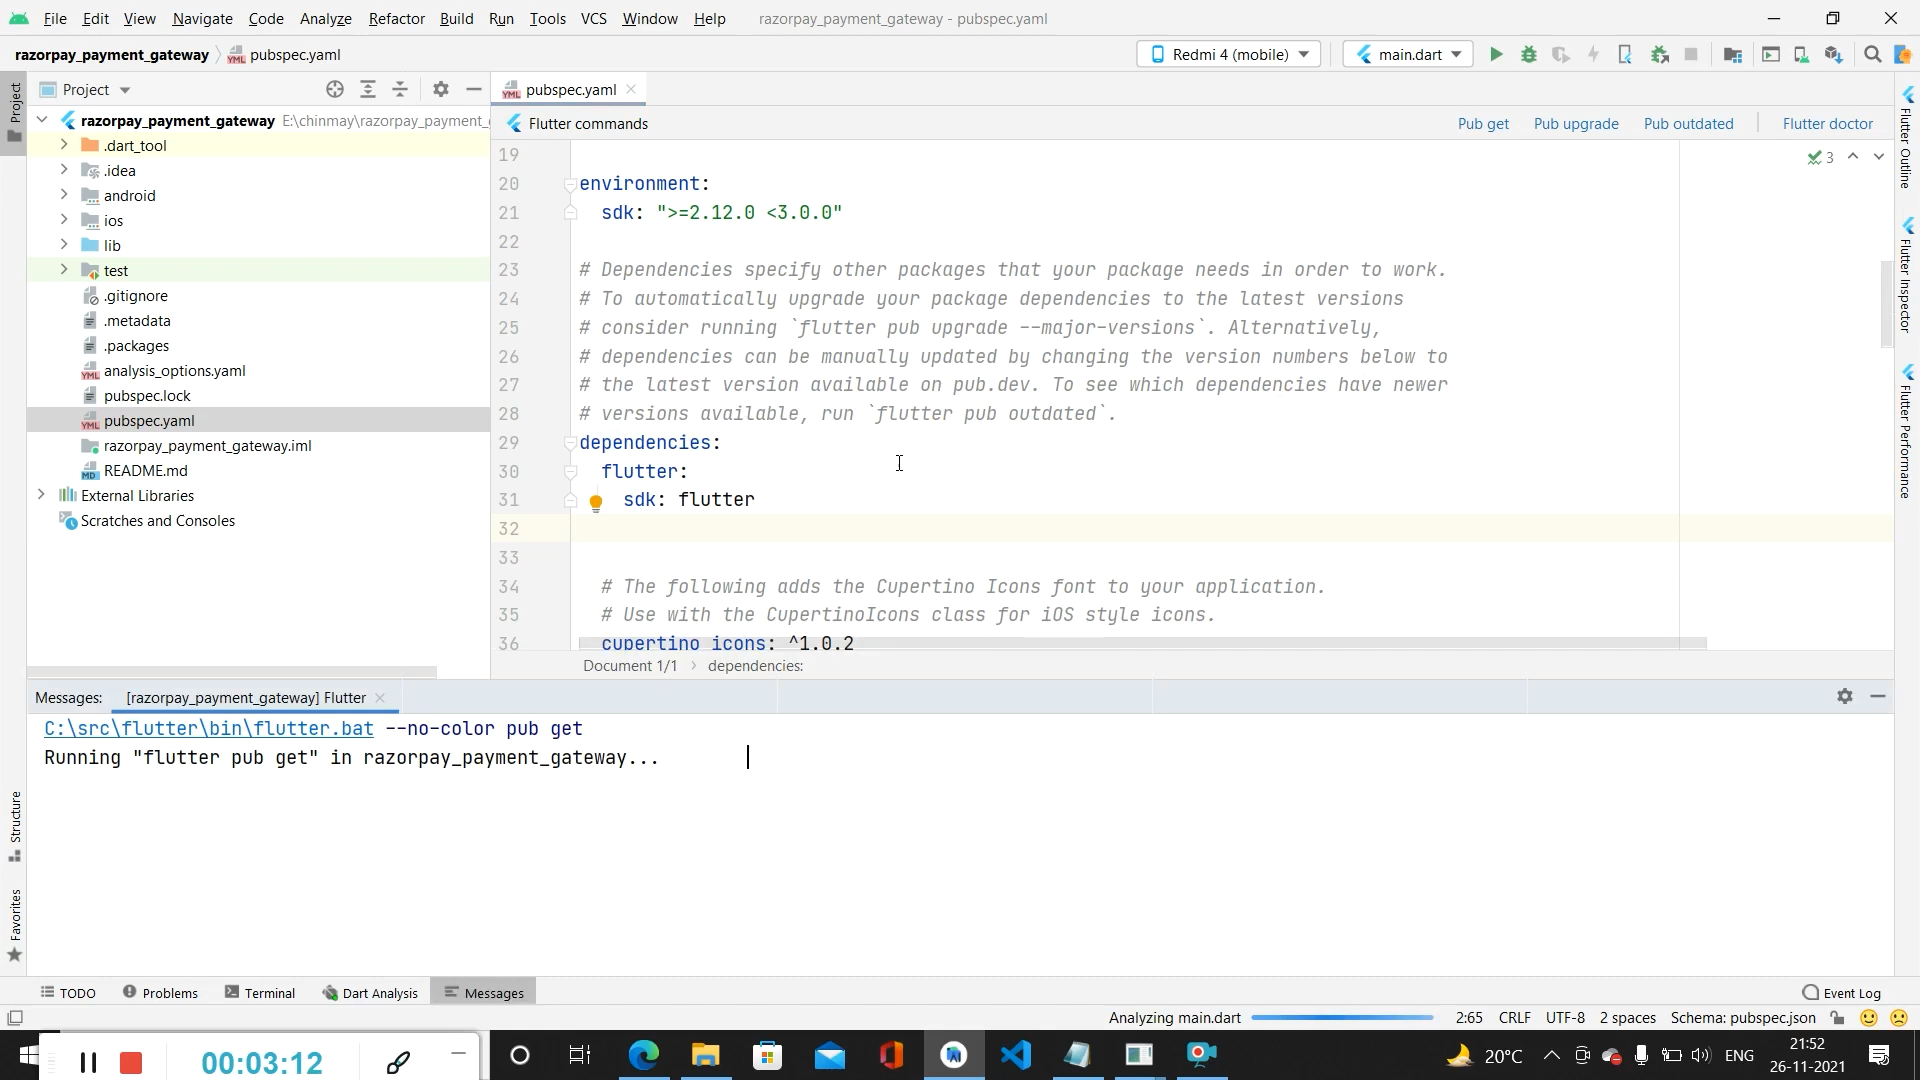 File Edit View Navigate Code Analyze Refactor Build Run Tools VCS Window Help razorpay_payment_gateway - pubspec.yaml
razorpay_payment_gateway pubspec.yaml Redmi 4 (mobile) main.dart
Project
Project
pubspec.yaml
razorpay_payment_gateway E:\chinmay\razorpay_payment_
.dart_tool
.idea
android
ios
lib
test
.gitignore
.metadata
.packages
analysis_options.yaml
pubspec.lock
pubspec.yaml
razorpay_payment_gateway.iml
README.md
External Libraries
Scratches and Consoles
Flutter commands Pub get Pub upgrade Pub outdated Flutter doctor
3
19
20 environment:
21 sdk: ">=2.12.0 <3.0.0"
22
23 # Dependencies specify other packages that your package needs in order to work.
24 # To automatically upgrade your package dependencies to the latest versions
25 # consider running `flutter pub upgrade --major-versions`. Alternatively,
26 # dependencies can be manually updated by changing the version numbers below to
27 # the latest version available on pub.dev. To see which dependencies have newer
28 # versions available, run `flutter pub outdated`.
29 dependencies:
30 flutter:
31 sdk: flutter
32
33
34 # The following adds the Cupertino Icons font to your application.
35 # Use with the CupertinoIcons class for iOS style icons.
36 cupertino_icons: ^1.0.2
Document 1/1 dependencies:
Flutter Outline
Flutter Inspector
Flutter Performance
Messages: [razorpay_payment_gateway] Flutter
C:\src\flutter\bin\flutter.bat --no-color pub get
Running "flutter pub get" in razorpay_payment_gateway...
Structure
Favorites
TODO Problems Terminal Dart Analysis Messages Event Log
Analyzing main.dart 2:65 CRLF UTF-8 2 spaces Schema: pubspec.json
00:03:12
20°C ENG
21:52
26-11-2021